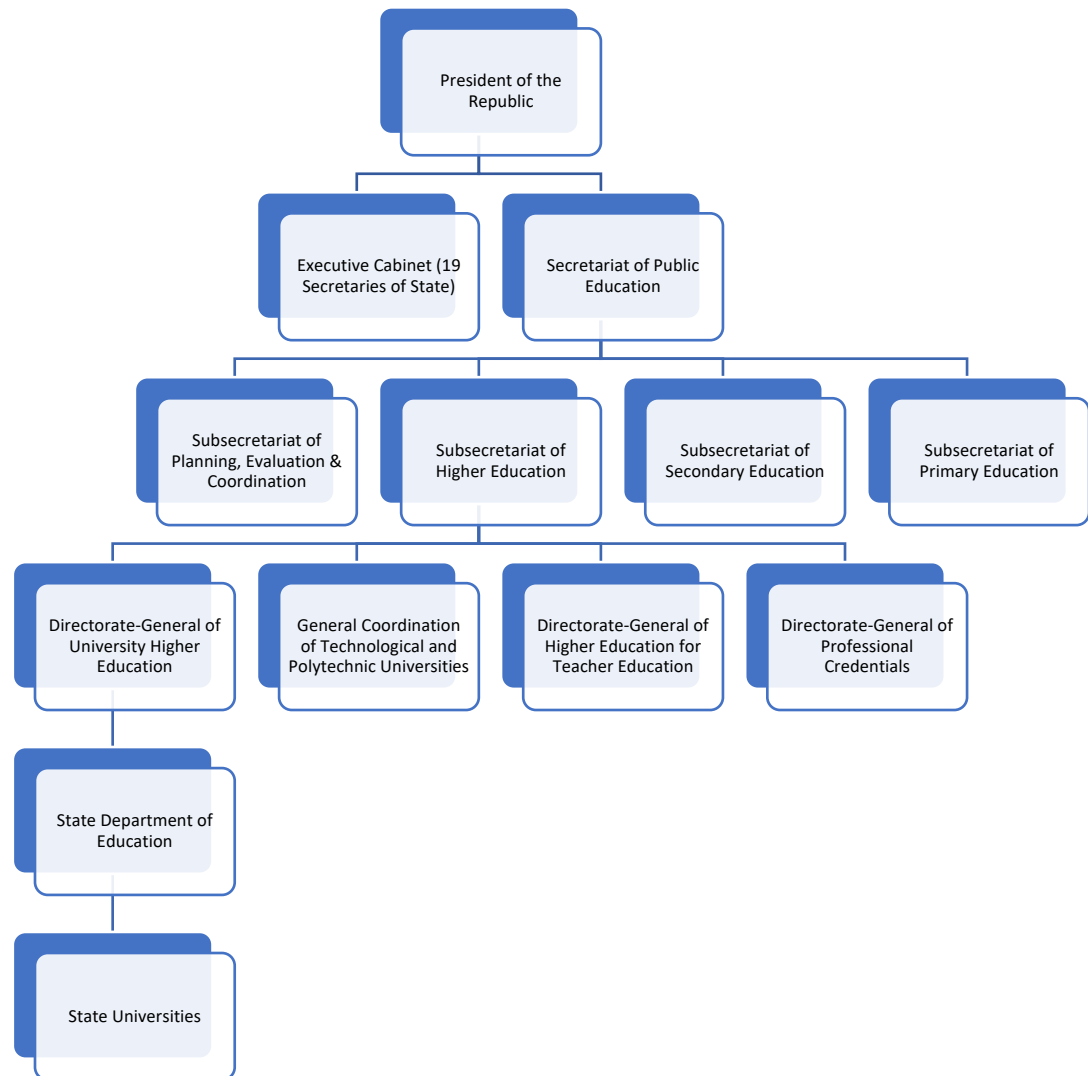 President of the
Republic
Executive Cabinet (19
Secretaries of State)
Secretariat of Public
Education
Subsecretariat of
Planning, Evaluation &
Coordination
Subsecretariat of
Higher Education
Subsecretariat of
Secondary Education
Subsecretariat of
Primary Education
Directorate-General of
University Higher
Education
General Coordination
of Technological and
Polytechnic Universities
Directorate-General of
Higher Education for
Teacher Education
Directorate-General of
Professional
Credentials
State Department of
Education
State Universities